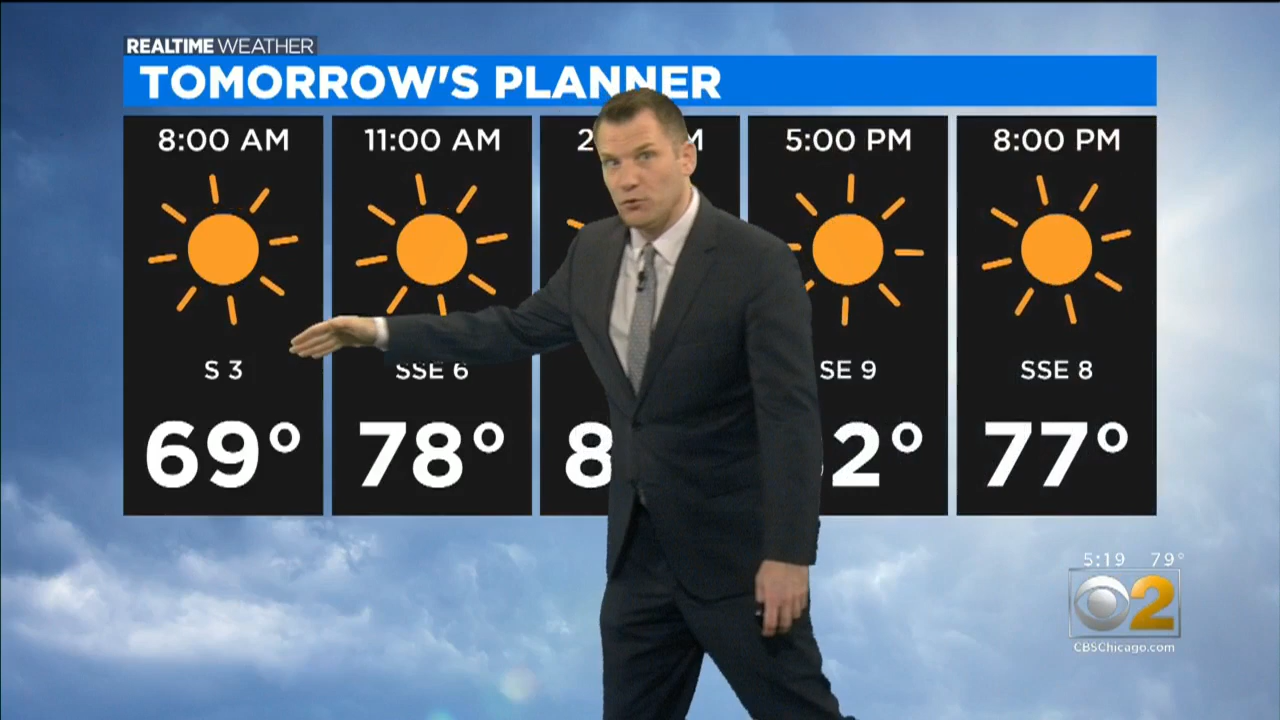 REALTIME WEATHER
TOMORROW'S PLANNER
8:00 AM
11:00 AM
5:00 PM
8:00 PM
S 3
SSE 6
SE 9
SSE 8
69°
78°
77°
5:19 79°
2
CBSChicago.com